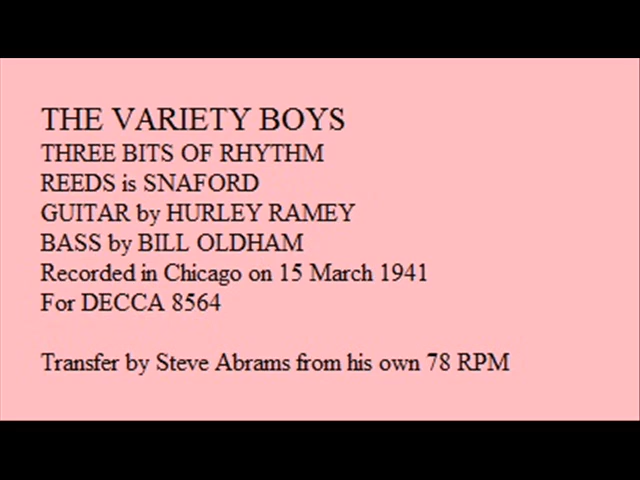 THE VARIETY BOYS
THREE BITS OF RHYTHM
REEDS is SNAFORD
GUITAR by HURLEY RAMEY
BASS by BILL OLDHAM
Recorded in Chicago on 15 March 1941
For DECCA 8564
Transfer by Steve Abrams from his own 78 RPM